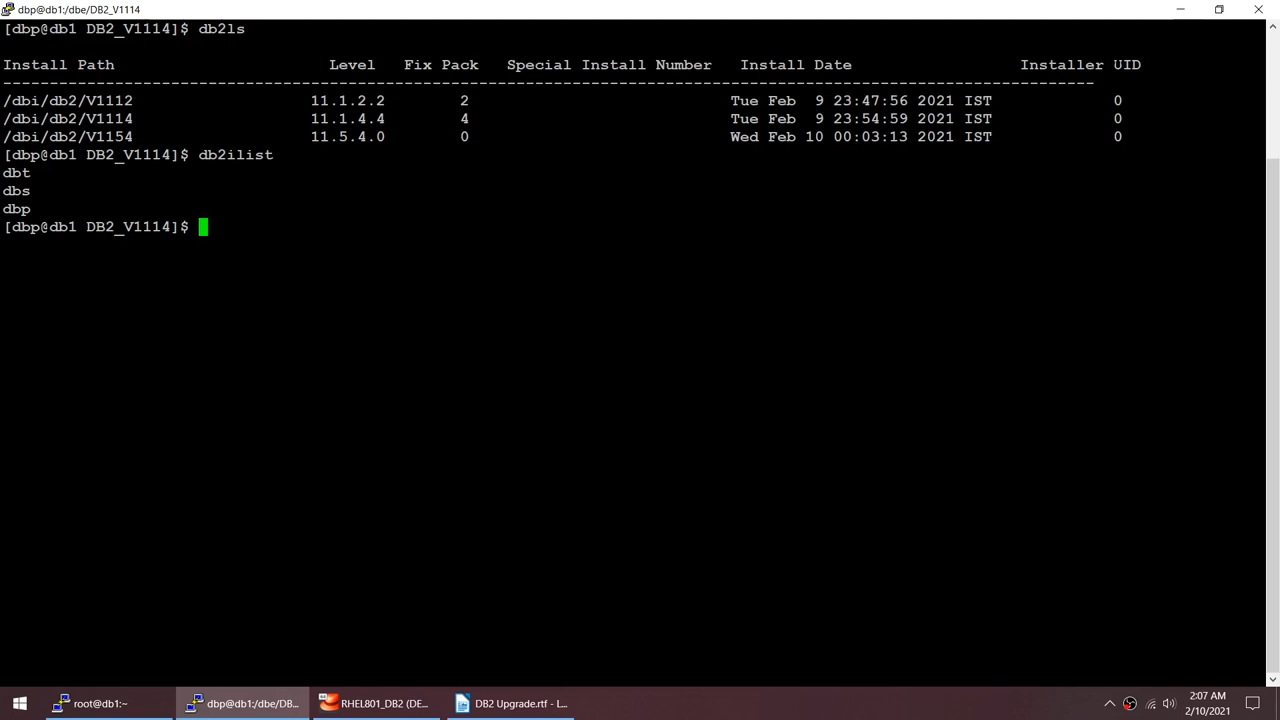 dbp@db1:/dbe/DB2_V1114
[dbp@db1 DB2_V1114]$ db2ls
Install Path Level Fix Pack Special Install Number Install Date Installer UID
---------------------------------------------------------------------------------------------------------------------
/dbi/db2/V1112 11.1.2.2 2 Tue Feb 9 23:47:56 2021 IST 0
/dbi/db2/V1114 11.1.4.4 4 Tue Feb 9 23:54:59 2021 IST 0
/dbi/db2/V1154 11.5.4.0 0 Wed Feb 10 00:03:13 2021 IST 0
[dbp@db1 DB2_V1114]$ db2ilist
dbt
dbs
dbp
[dbp@db1 DB2_V1114]$
root@db1:~ dbp@db1:/dbe/DB... RHEL801_DB2 (DE... DB2 Upgrade.rtf - L... 2:07 AM
2/10/2021